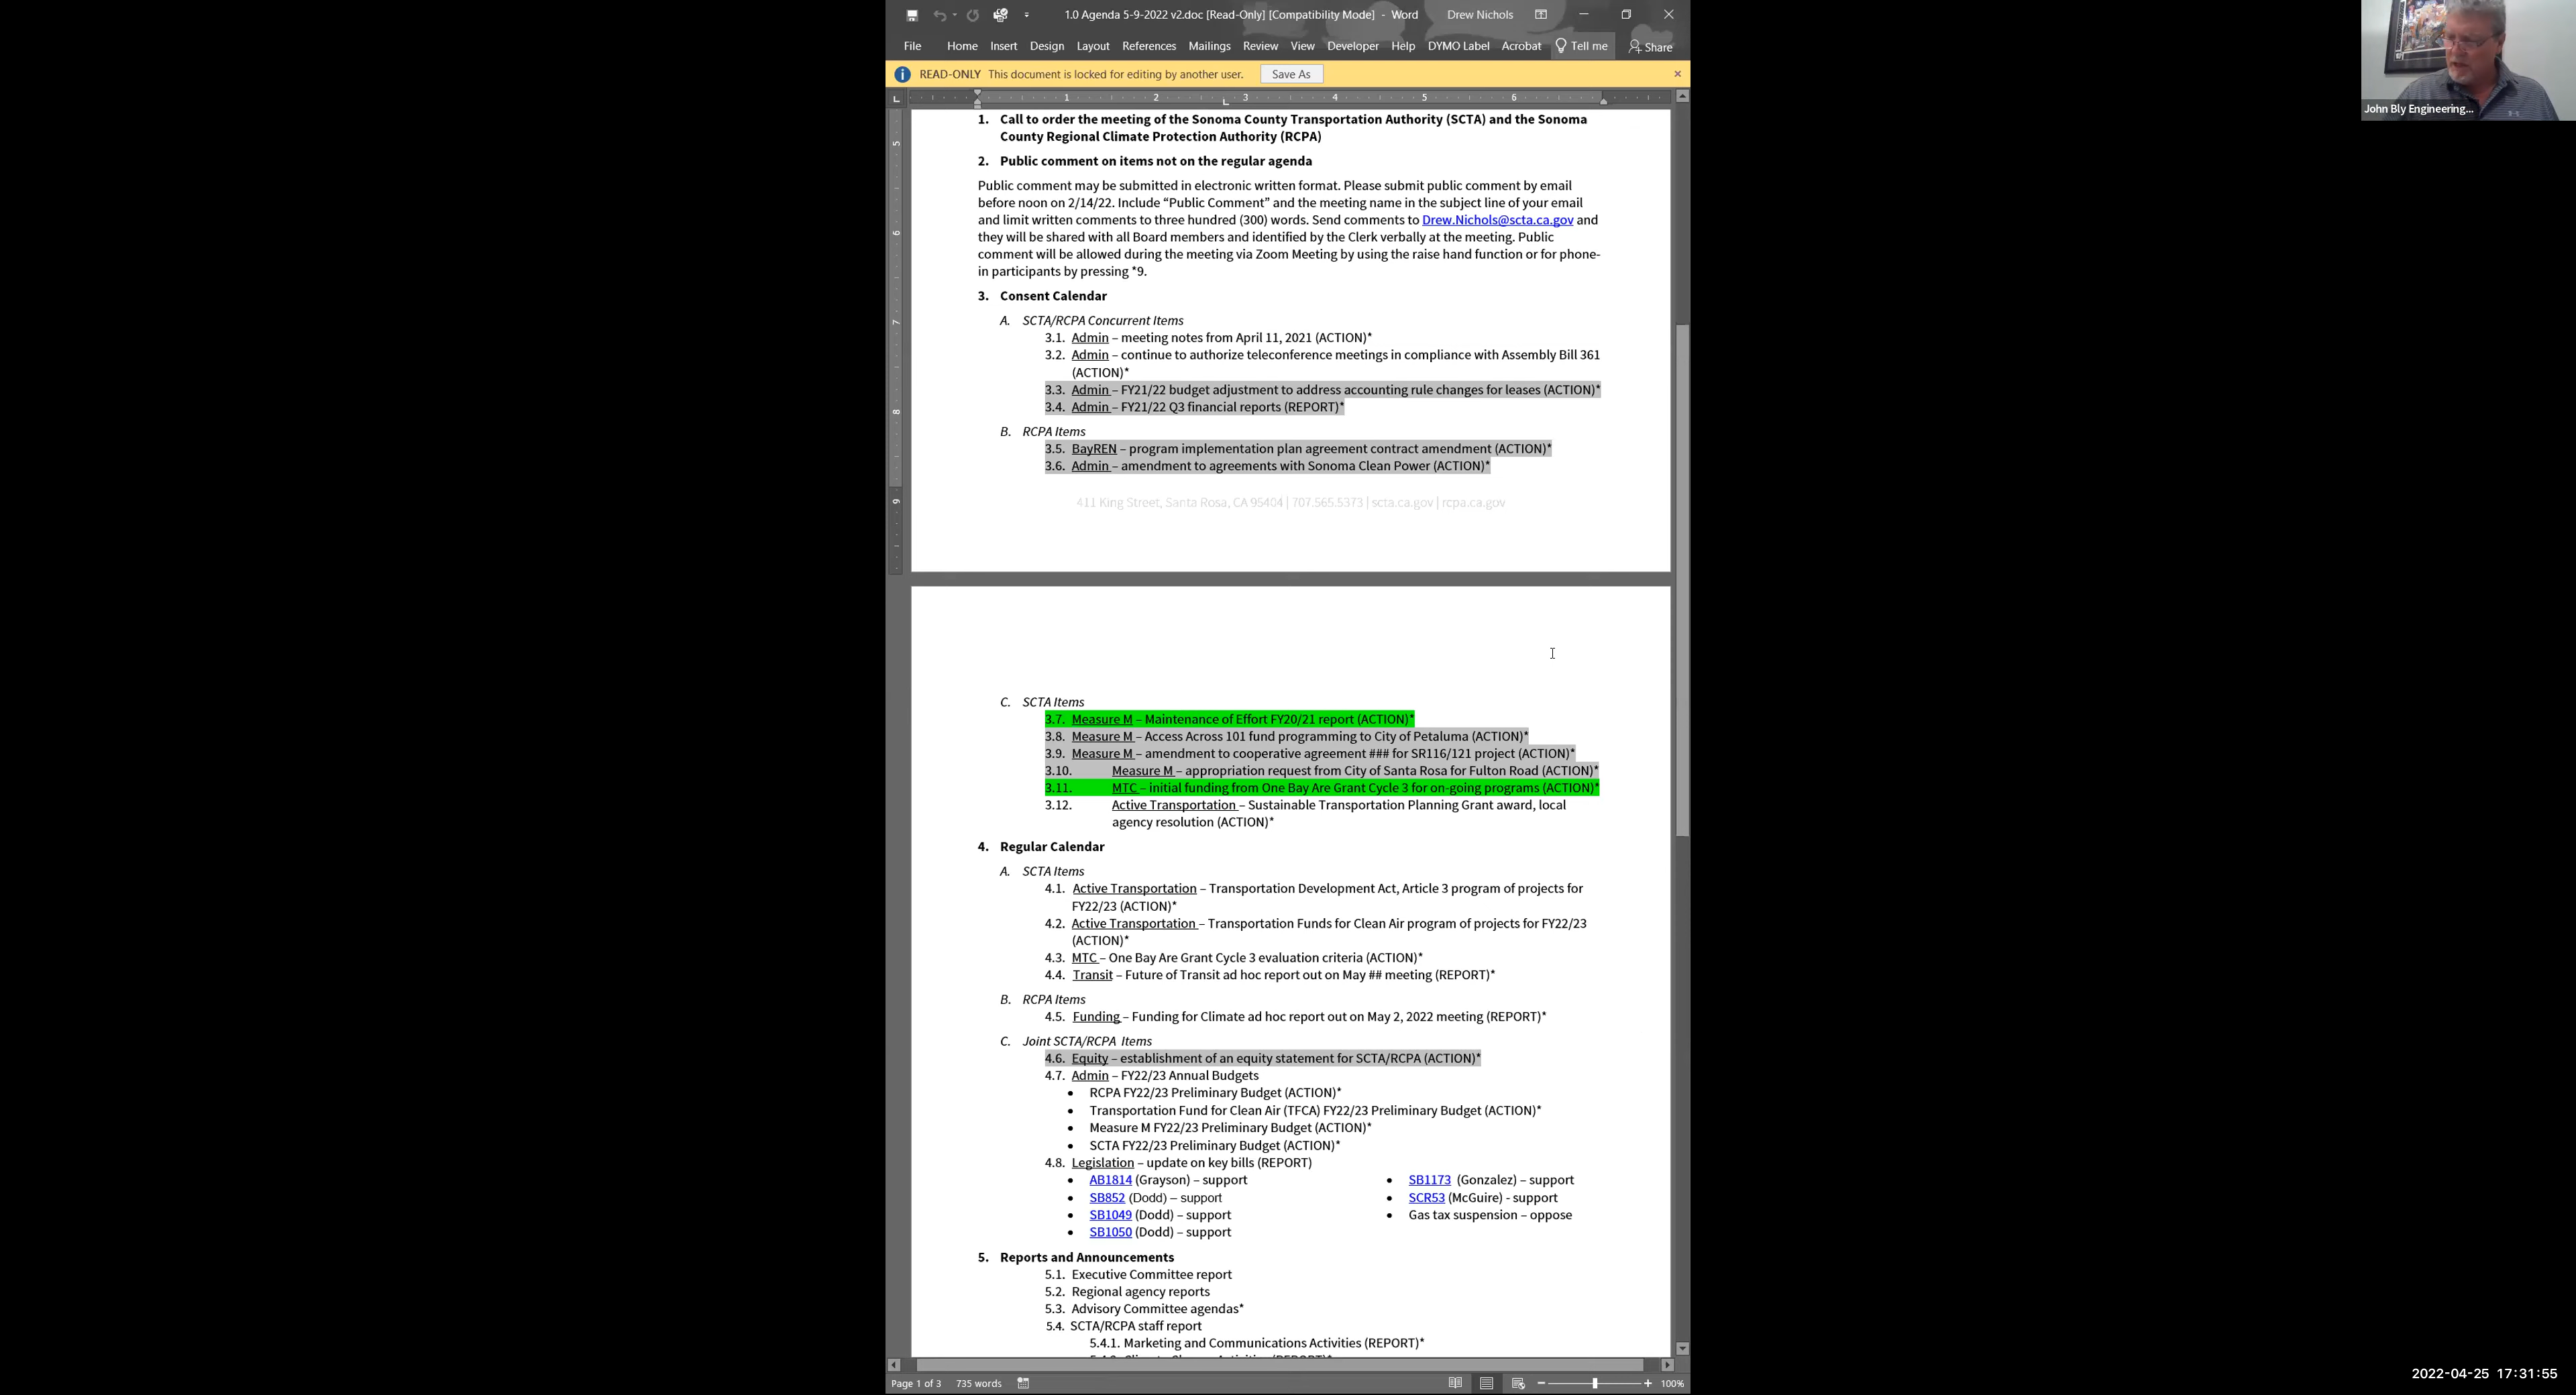 1.0 Agenda 5-9-2022 v2.doc [Read-Only] [Compatibility Mode] - Word
Drew Nichols
File Home Insert Design Layout References Mailings Review View Developer Help DYMO Label Acrobat Tell me Share
READ-ONLY This document is locked for editing by another user. Save As
1 2 3 4 5 6
John Bly Engineering...
1. Call to order the meeting of the Sonoma County Transportation Authority (SCTA) and the Sonoma
County Regional Climate Protection Authority (RCPA)
2. Public comment on items not on the regular agenda
Public comment may be submitted in electronic written format. Please submit public comment by email
before noon on 2/14/22. Include “Public Comment” and the meeting name in the subject line of your email
and limit written comments to three hundred (300) words. Send comments to Drew.Nichols@scta.ca.gov and
they will be shared with all Board members and identified by the Clerk verbally at the meeting. Public
comment will be allowed during the meeting via Zoom Meeting by using the raise hand function or for phone-
in participants by pressing *9.
3. Consent Calendar
A. SCTA/RCPA Concurrent Items
3.1. Admin – meeting notes from April 11, 2021 (ACTION)*
3.2. Admin – continue to authorize teleconference meetings in compliance with Assembly Bill 361
(ACTION)*
3.3. Admin – FY21/22 budget adjustment to address accounting rule changes for leases (ACTION)*
3.4. Admin – FY21/22 Q3 financial reports (REPORT)*
B. RCPA Items
3.5. BayREN – program implementation plan agreement contract amendment (ACTION)*
3.6. Admin – amendment to agreements with Sonoma Clean Power (ACTION)*
411 King Street, Santa Rosa, CA 95404 | 707.565.5373 | scta.ca.gov | rcpa.ca.gov
C. SCTA Items
3.7. Measure M – Maintenance of Effort FY20/21 report (ACTION)*
3.8. Measure M – Access Across 101 fund programming to City of Petaluma (ACTION)*
3.9. Measure M – amendment to cooperative agreement ### for SR116/121 project (ACTION)*
3.10. Measure M – appropriation request from City of Santa Rosa for Fulton Road (ACTION)*
3.11. MTC – initial funding from One Bay Are Grant Cycle 3 for on-going programs (ACTION)*
3.12. Active Transportation – Sustainable Transportation Planning Grant award, local
agency resolution (ACTION)*
4. Regular Calendar
A. SCTA Items
4.1. Active Transportation – Transportation Development Act, Article 3 program of projects for
FY22/23 (ACTION)*
4.2. Active Transportation – Transportation Funds for Clean Air program of projects for FY22/23
(ACTION)*
4.3. MTC – One Bay Are Grant Cycle 3 evaluation criteria (ACTION)*
4.4. Transit – Future of Transit ad hoc report out on May ## meeting (REPORT)*
B. RCPA Items
4.5. Funding – Funding for Climate ad hoc report out on May 2, 2022 meeting (REPORT)*
C. Joint SCTA/RCPA Items
4.6. Equity – establishment of an equity statement for SCTA/RCPA (ACTION)*
4.7. Admin – FY22/23 Annual Budgets
• RCPA FY22/23 Preliminary Budget (ACTION)*
• Transportation Fund for Clean Air (TFCA) FY22/23 Preliminary Budget (ACTION)*
• Measure M FY22/23 Preliminary Budget (ACTION)*
• SCTA FY22/23 Preliminary Budget (ACTION)*
4.8. Legislation – update on key bills (REPORT)
• AB1814 (Grayson) – support
• SB852 (Dodd) – support
• SB1049 (Dodd) – support
• SB1050 (Dodd) – support
• SB1173 (Gonzalez) – support
• SCR53 (McGuire) - support
• Gas tax suspension – oppose
5. Reports and Announcements
5.1. Executive Committee report
5.2. Regional agency reports
5.3. Advisory Committee agendas*
5.4. SCTA/RCPA staff report
5.4.1. Marketing and Communications Activities (REPORT)*
Page 1 of 3 735 words
100%
2022-04-25 17:31:55